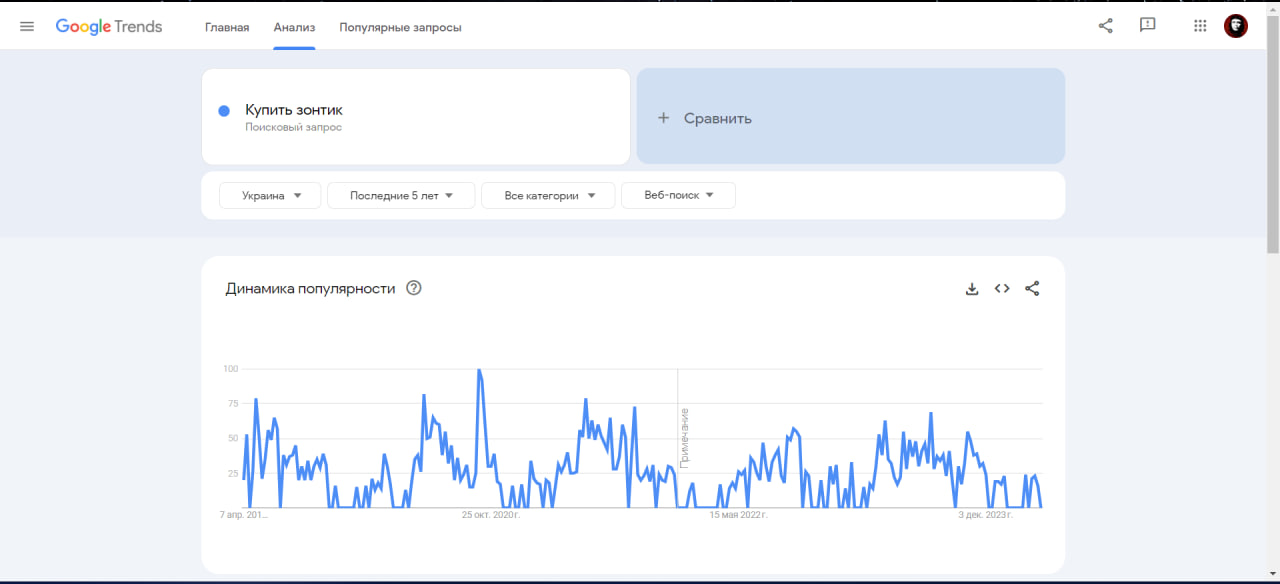 Google Trends
Главная
Анализ
Популярные запросы
Купить зонтик
Поисковый запрос
+ Сравнить
Украина
Последние 5 лет
Все категории
Веб-поиск
Динамика популярности
100
75
50
25
Примечание
7 апр. 201...
25 окт. 2020 г.
15 мая 2022 г.
3 дек. 2023 г.